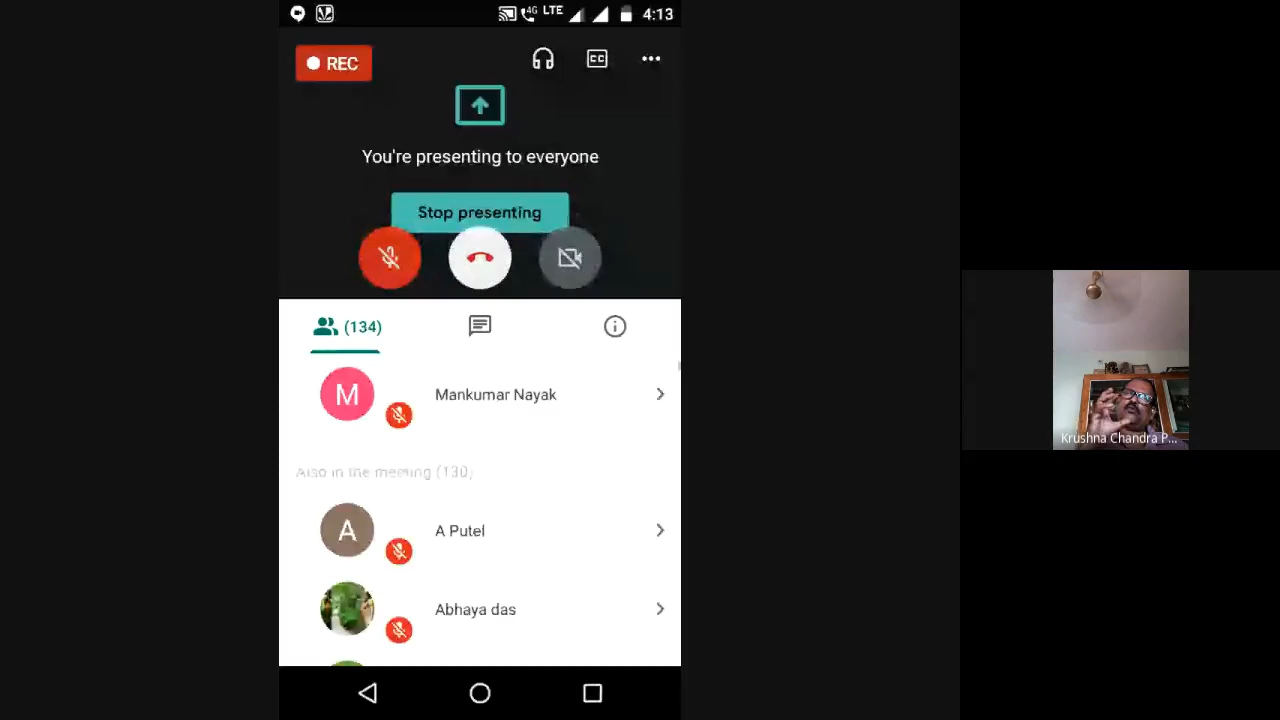 4G LTE 4:13
REC
CC
You're presenting to everyone
Stop presenting
(134)
M Mankumar Nayak
Also in the meeting (130)
A A Putel
Abhaya das
Krushna Chandra P...